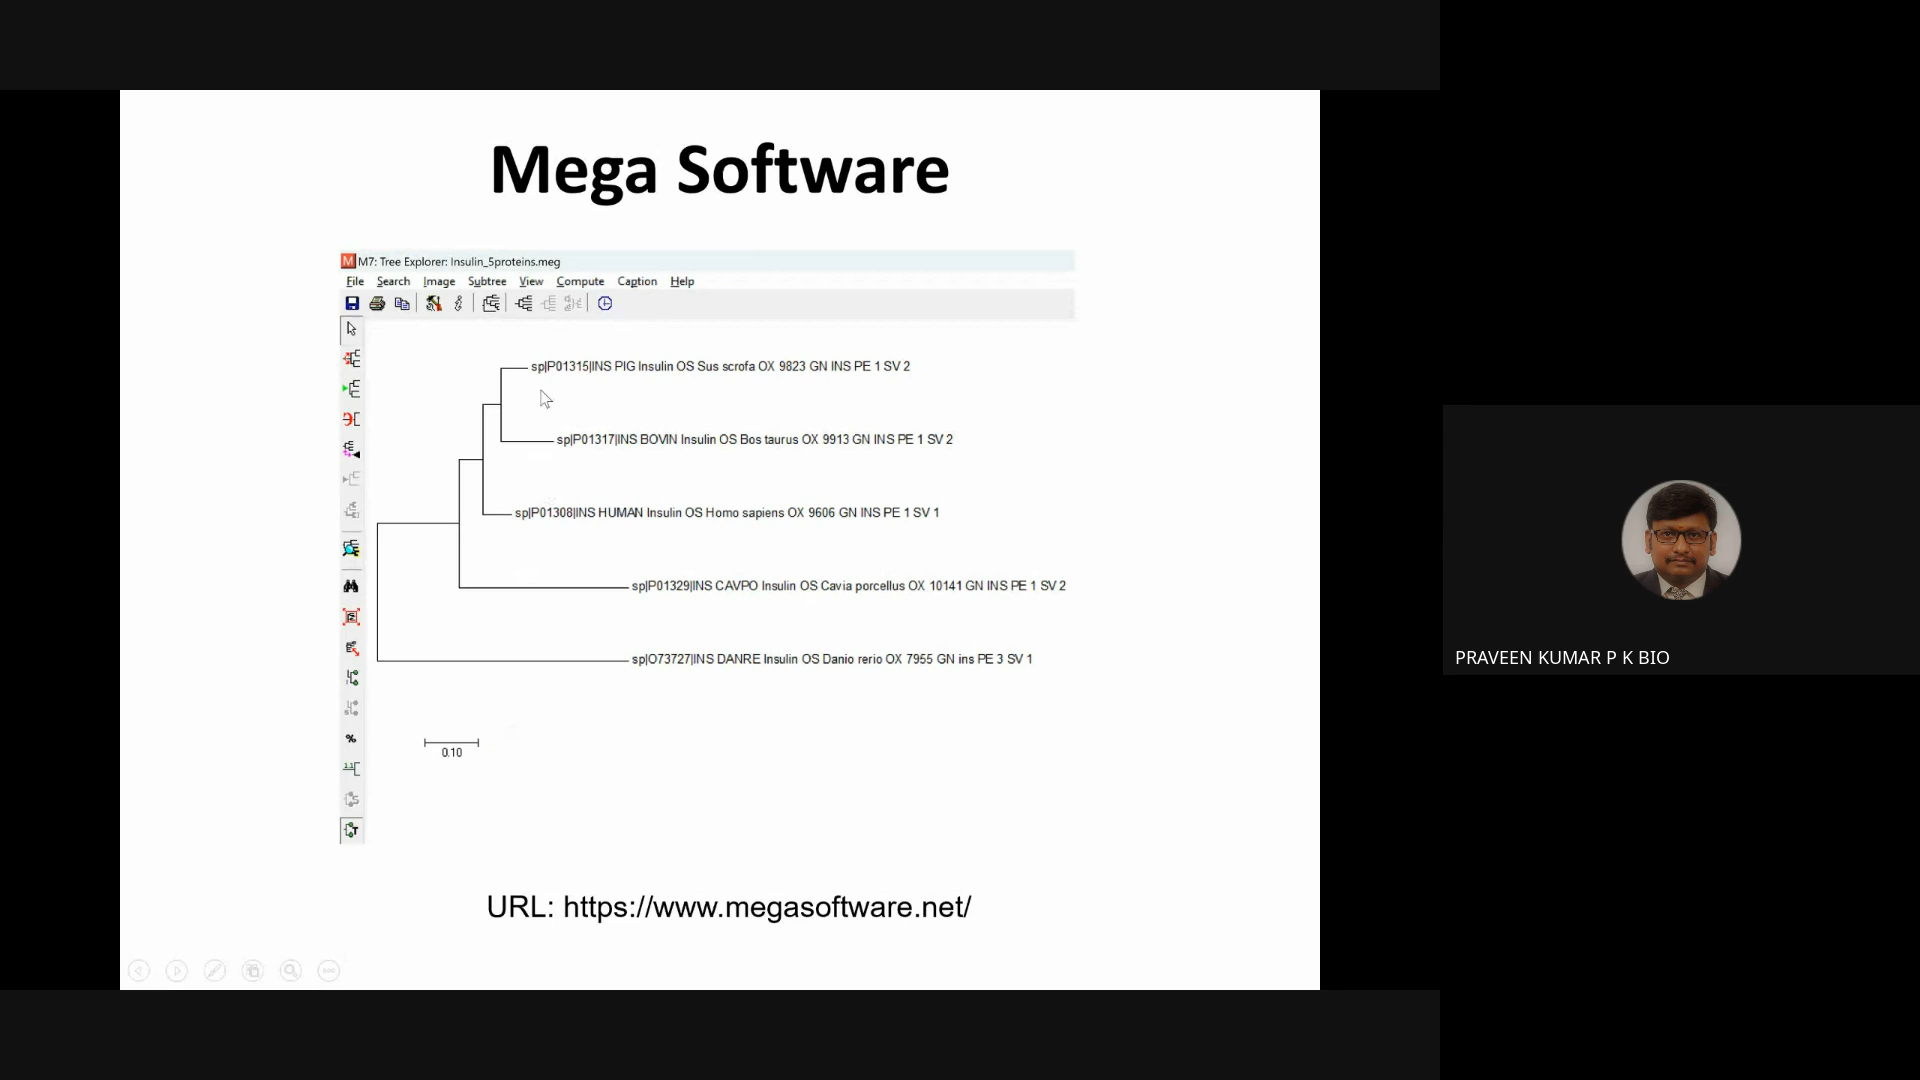 Mega Software
M7: Tree Explorer: Insulin_5proteins.meg
File Search Image Subtree View Compute Caption Help
sp|P01315|INS PIG Insulin OS Sus scrofa OX 9823 GN INS PE 1 SV 2
sp|P01317|INS BOVIN Insulin OS Bos taurus OX 9913 GN INS PE 1 SV 2
sp|P01308|INS HUMAN Insulin OS Homo sapiens OX 9606 GN INS PE 1 SV 1
sp|P01329|INS CAVPO Insulin OS Cavia porcellus OX 10141 GN INS PE 1 SV 2
sp|O73727|INS DANRE Insulin OS Danio rerio OX 7955 GN ins PE 3 SV 1
0.10
URL: https://www.megasoftware.net/
PRAVEEN KUMAR P K BIO